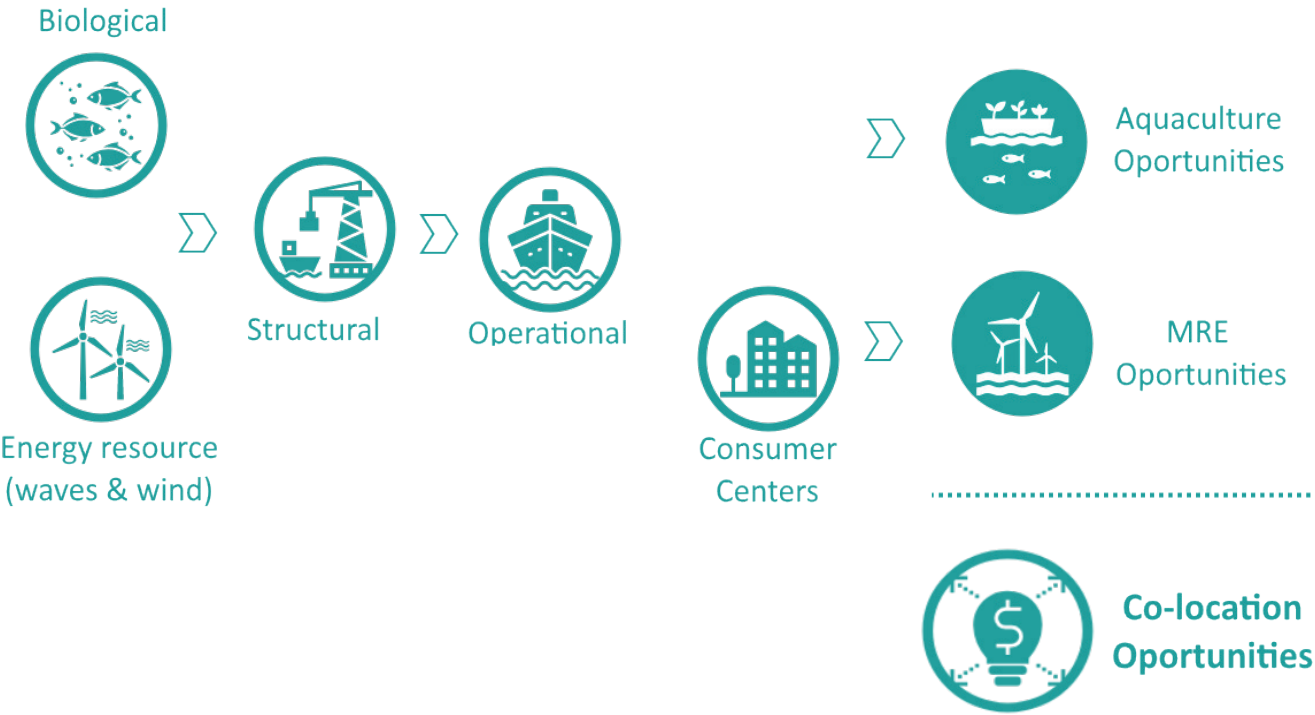 Biological
Energy resource
(waves & wind)
Structural
Operational
Consumer
Centers
Aquaculture
Oportunities
MRE
Oportunities
Co-location
Oportunities
$